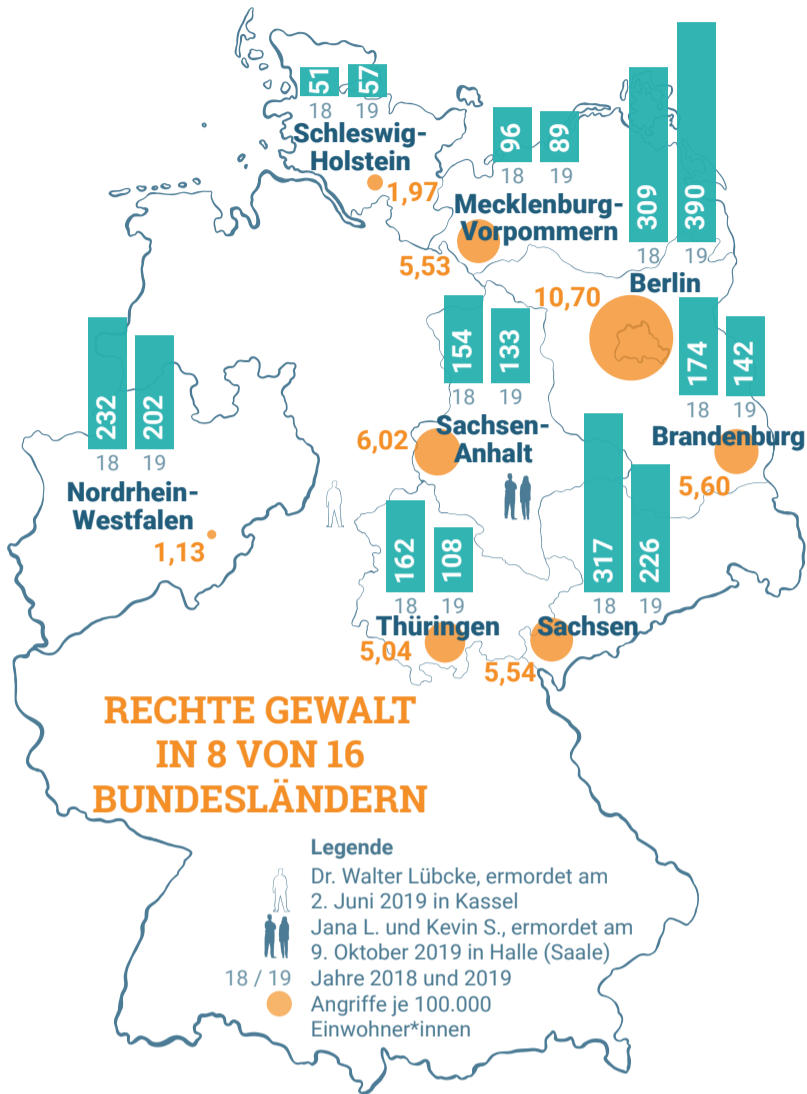 51 57
18 19
Schleswig-
Holstein
1,97
96 89
18 19
Mecklenburg-
Vorpommern
5,53
309 390
18 19
Berlin
10,70
232 202
18 19
Nordrhein-
Westfalen
1,13
154 133
18 19
Sachsen-
Anhalt
6,02
174 142
18 19
Brandenburg
5,60
162 108
18 19
Thüringen
5,04
317 226
18 19
Sachsen
5,54
RECHTE GEWALT
IN 8 VON 16
BUNDESLÄNDERN
Legende
Dr. Walter Lübcke, ermordet am
2. Juni 2019 in Kassel
Jana L. und Kevin S., ermordet am
9. Oktober 2019 in Halle (Saale)
18 / 19 Jahre 2018 und 2019
Angriffe je 100.000
Einwohner*innen